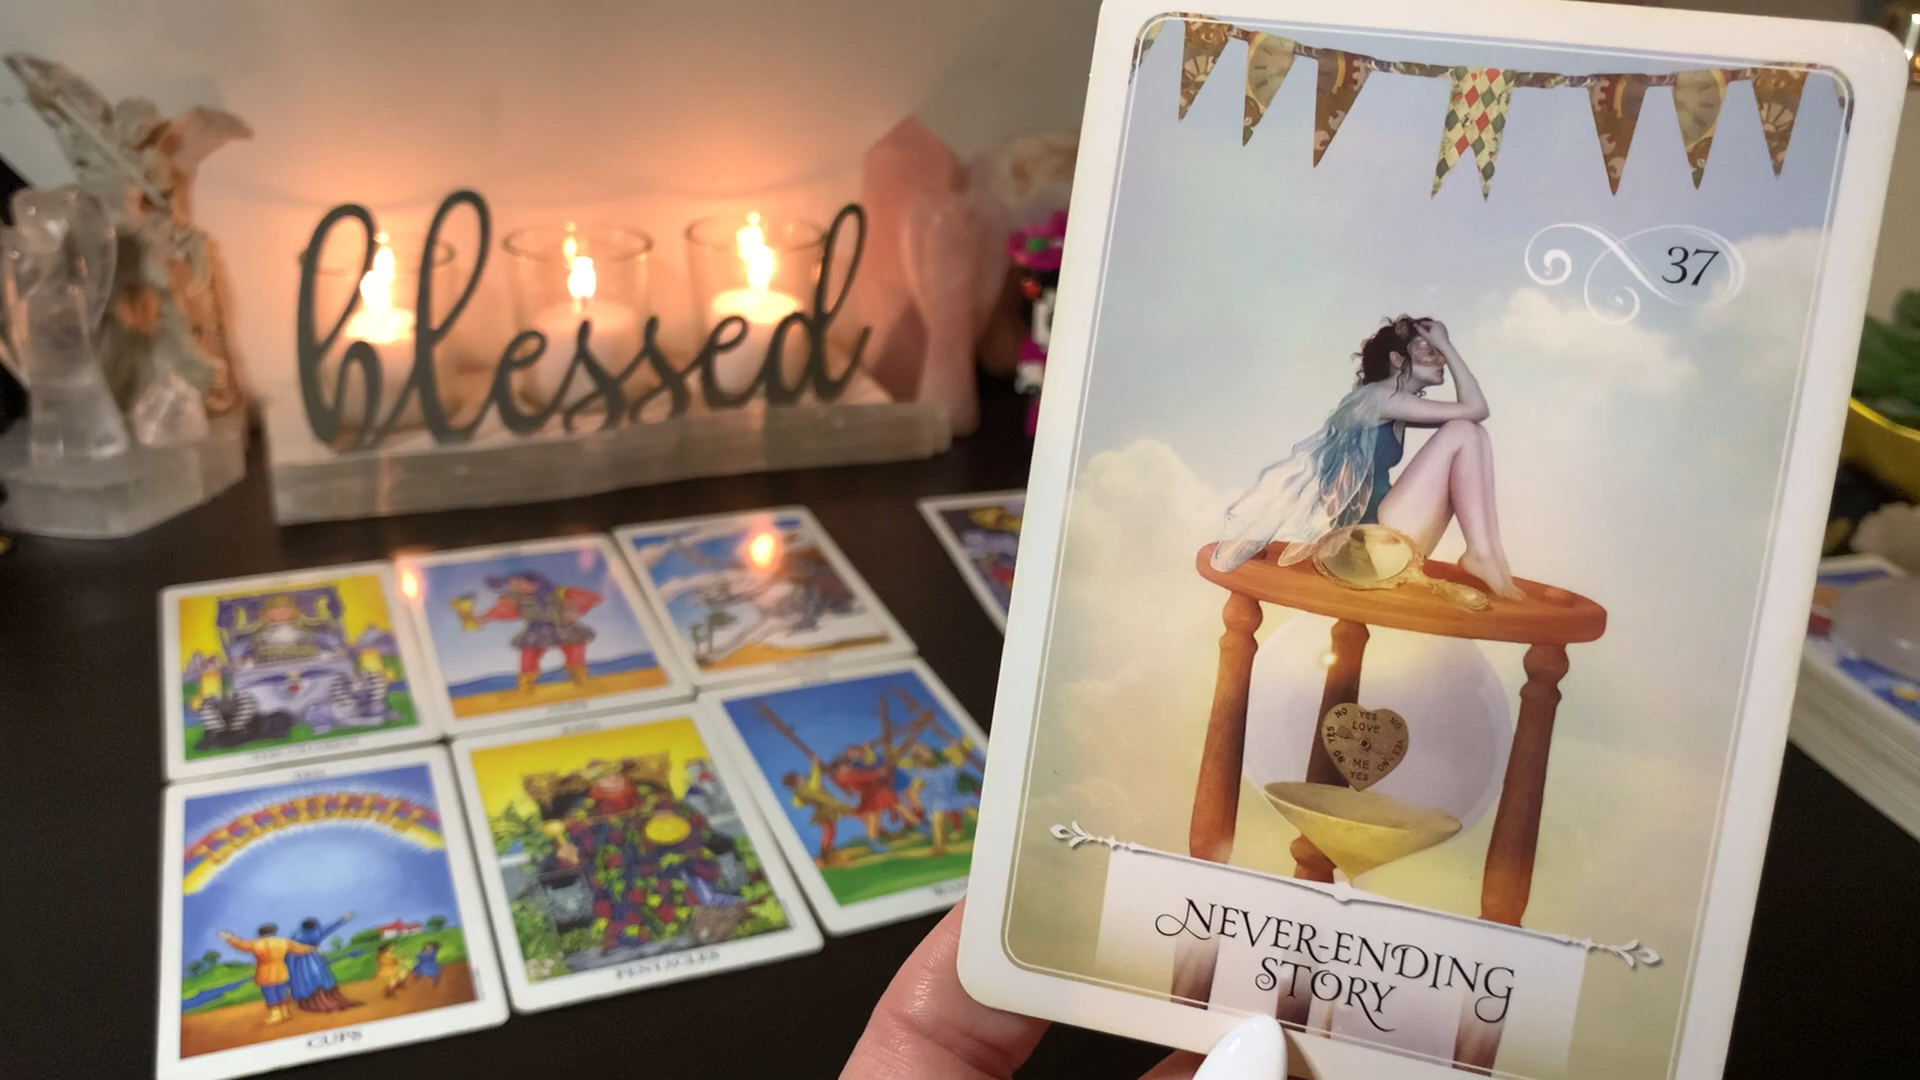 blessed
37
NO YES NO
YES LOVE YES
NO ME NO
YES
NEVER-ENDING
STORY
CUPS
PENTACLES